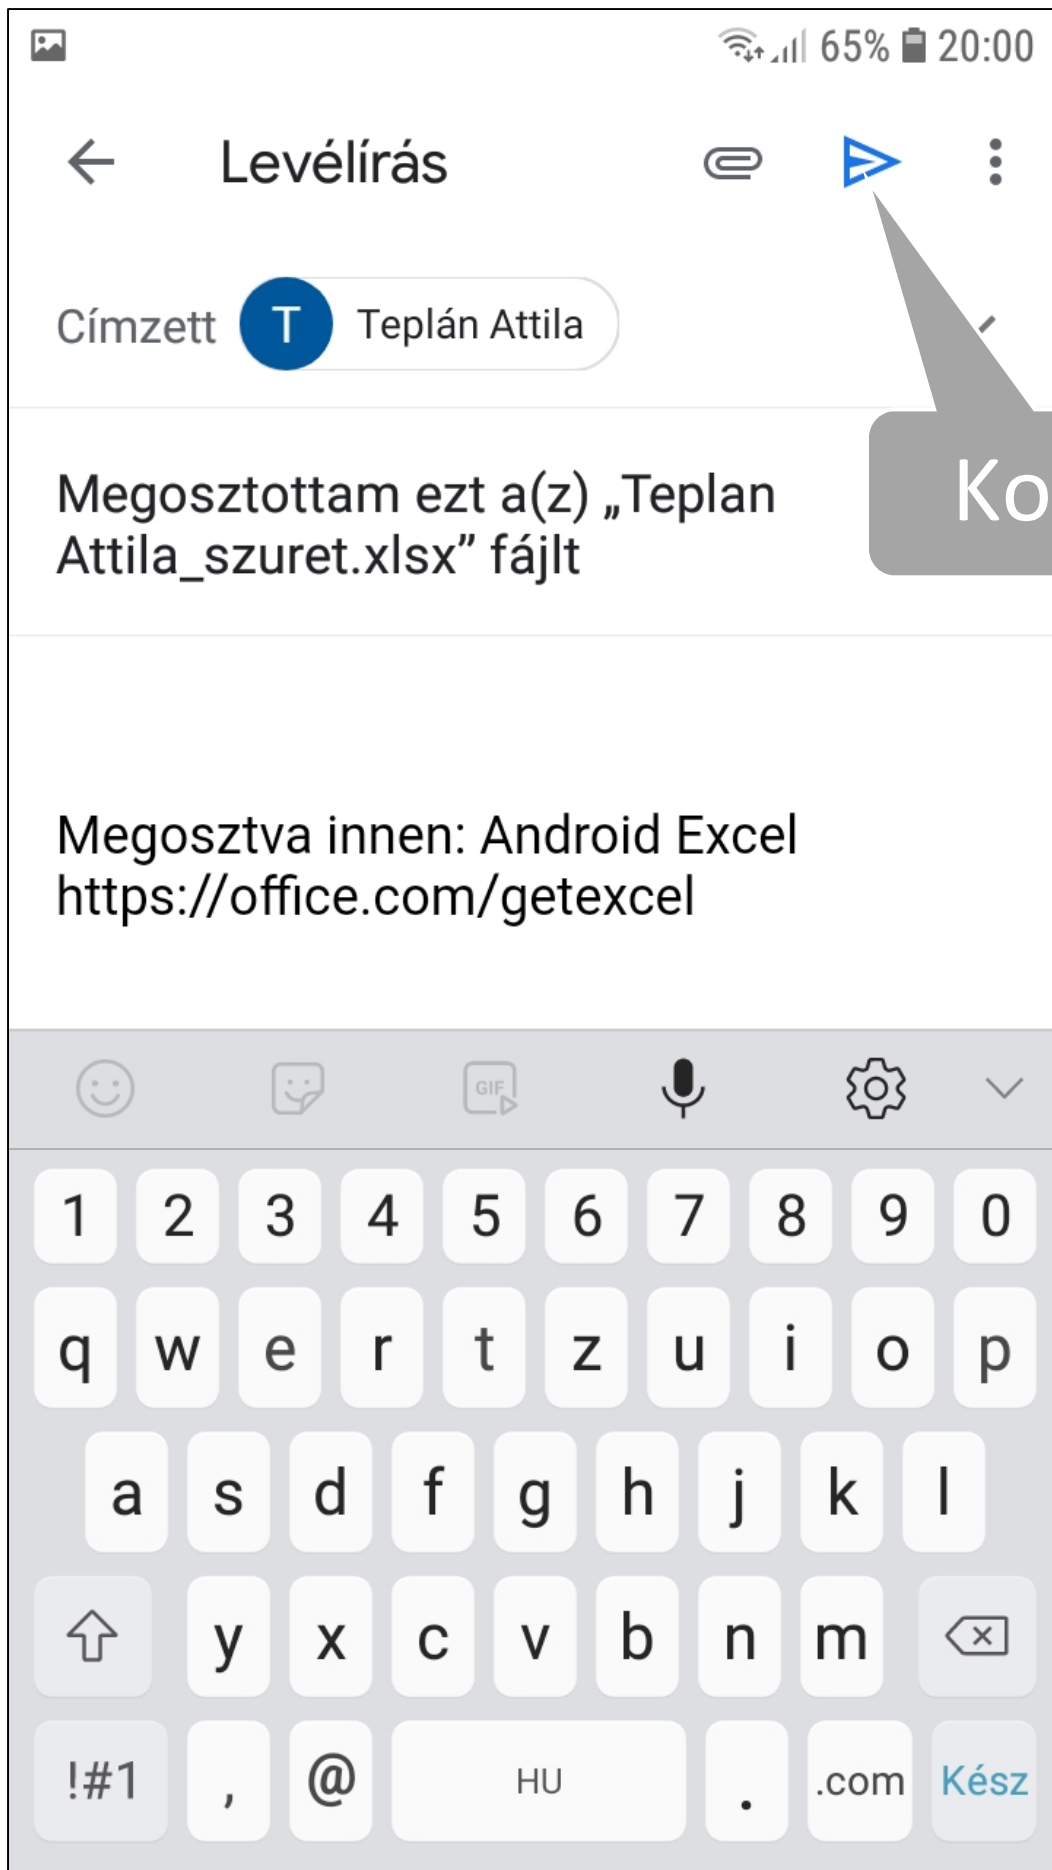 65% 20:00
Levélírás
Címzett T Teplán Attila
Megosztottam ezt a(z) „Teplan
Attila_szuret.xlsx” fájlt
Ko
Megosztva innen: Android Excel
https://office.com/getexcel
GIF
1 2 3 4 5 6 7 8 9 0
q w e r t z u i o p
a s d f g h j k l
y x c v b n m
!#1 , @ HU . .com Kész